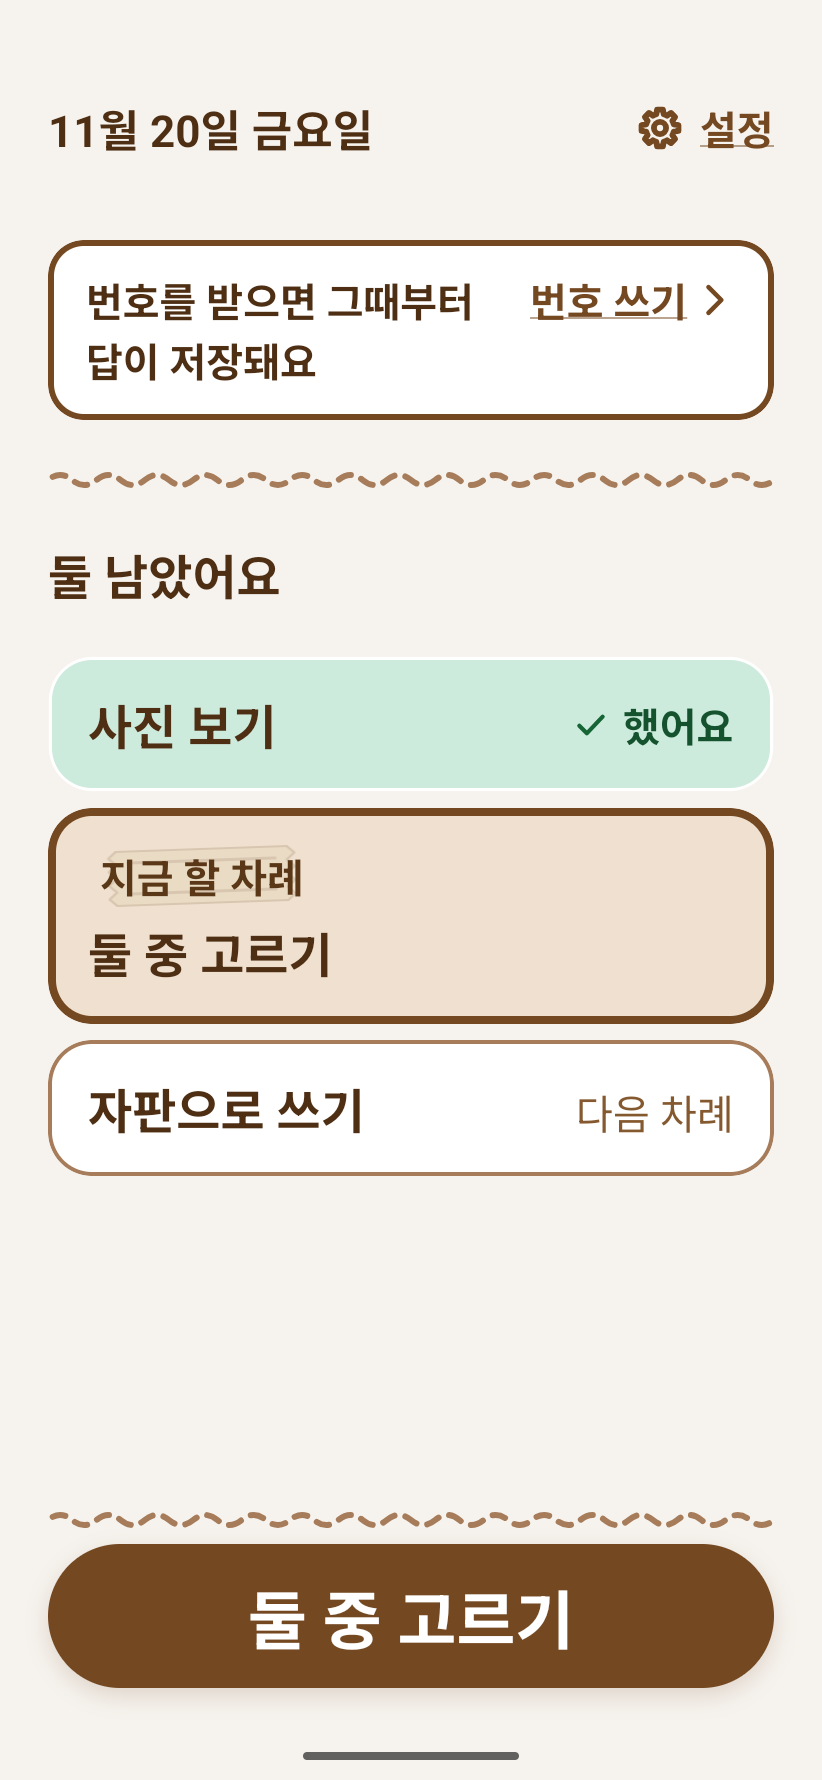 11월 20일 금요일
설정
번호를 받으면 그때부터
답이 저장돼요
번호 쓰기
둘 남았어요
사진 보기
했어요
지금 할 차례
둘 중 고르기
자판으로 쓰기
다음 차례
둘 중 고르기